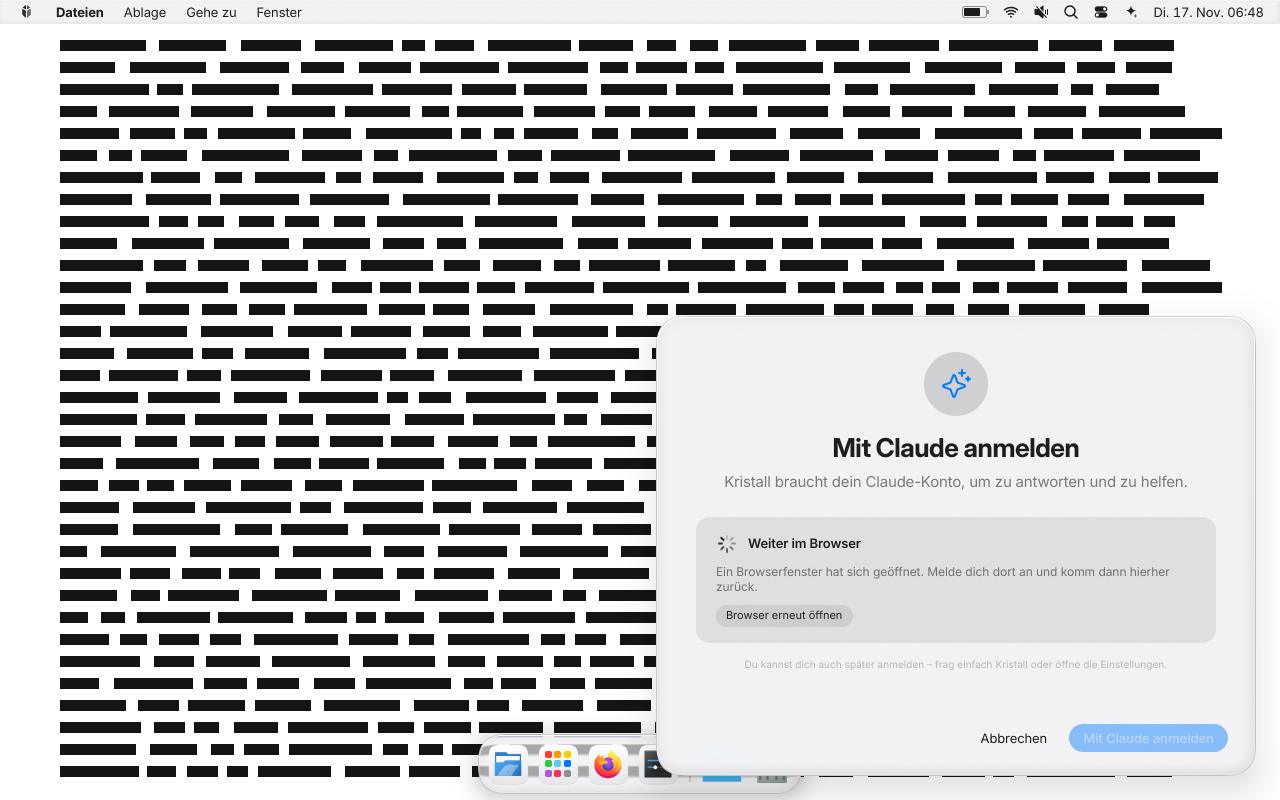 Dateien Ablage Gehe zu Fenster Di. 17. Nov. 06:48
Mit Claude anmelden
Kristall braucht dein Claude-Konto, um zu antworten und zu helfen.
Weiter im Browser
Ein Browserfenster hat sich geöffnet. Melde dich dort an und komm dann hierher
zurück.
Browser erneut öffnen
Du kannst dich auch später anmelden – frag einfach Kristall oder öffne die Einstellungen.
Abbrechen Mit Claude anmelden